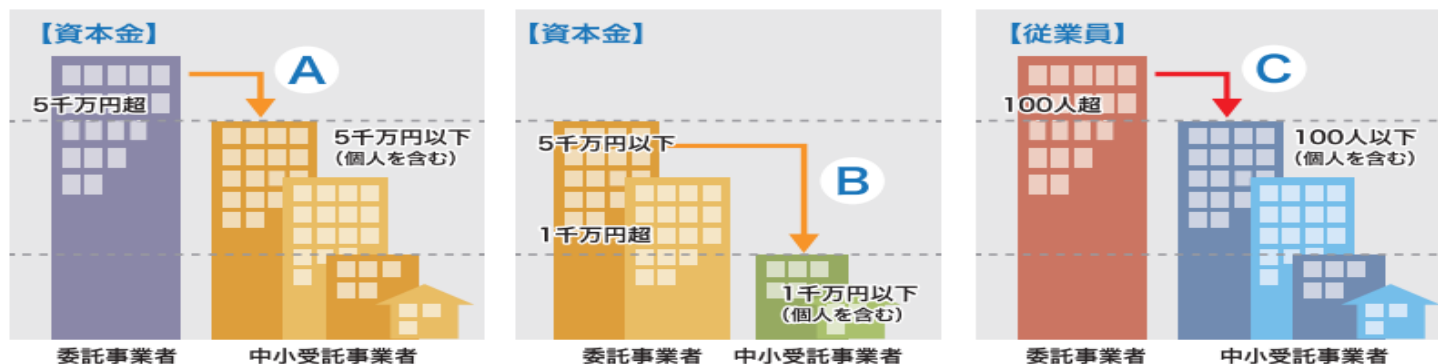 【資本金】
A
5千万円超
5千万円以下
(個人を含む)
委託事業者
中小受託事業者
【資本金】
5千万円以下
B
1千万円超
1千万円以下
(個人を含む)
委託事業者
中小受託事業者
【従業員】
C
100人超
100人以下
(個人を含む)
委託事業者
中小受託事業者